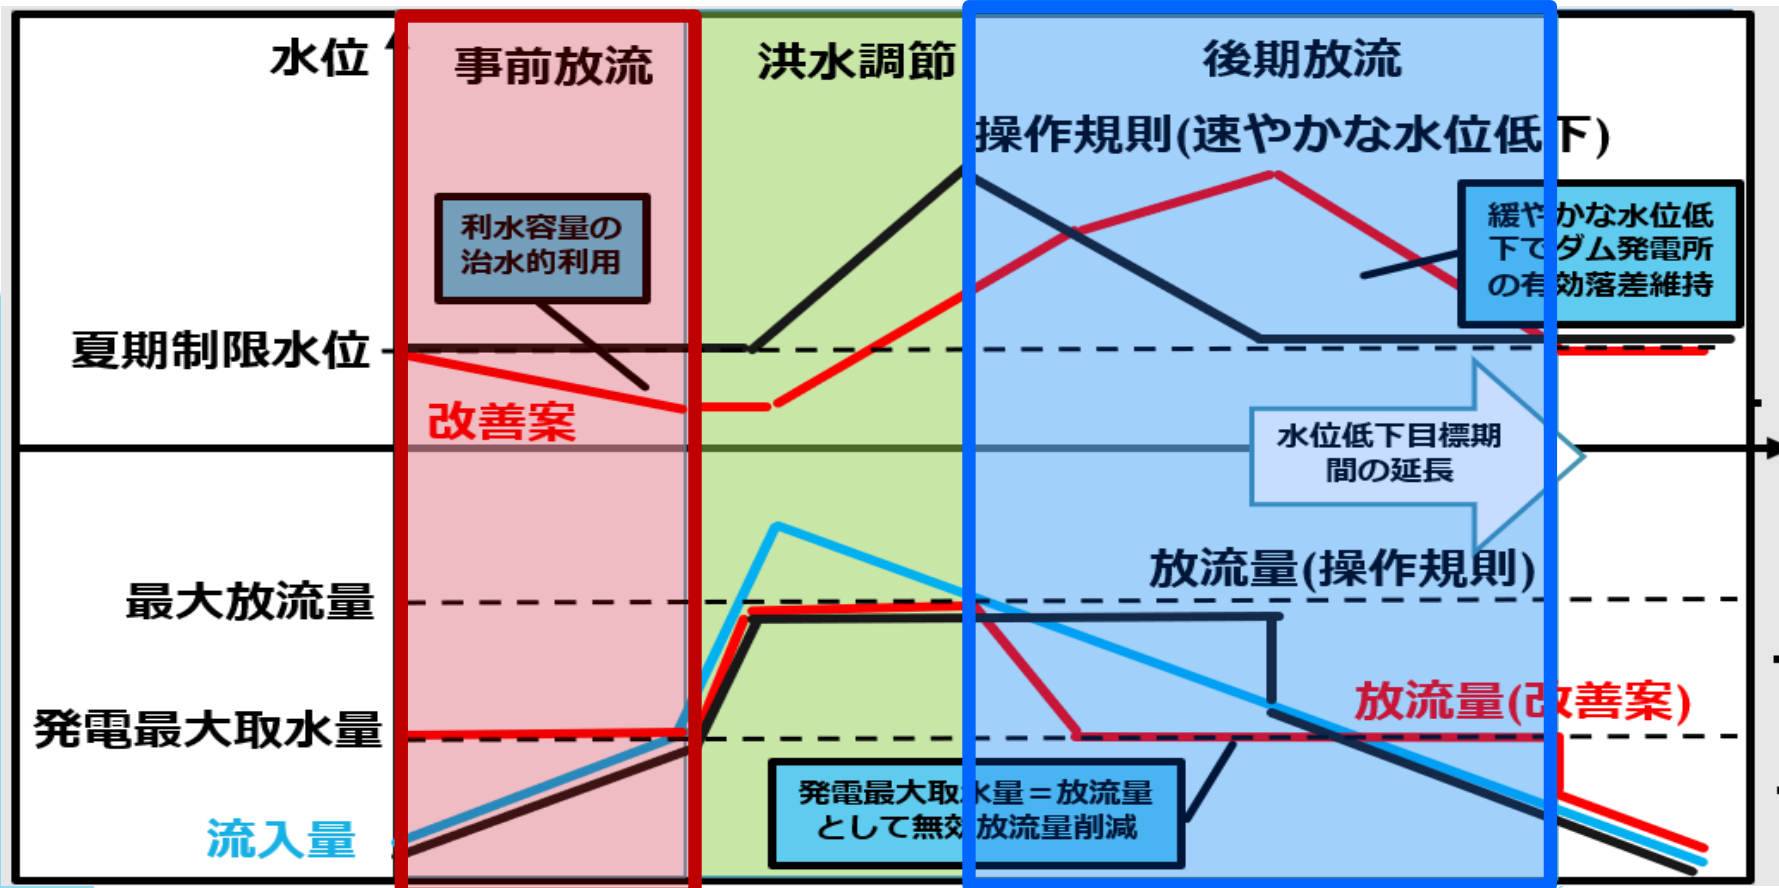 水位
事前放流
洪水調節
後期放流
操作規則(速やかな水位低下)
利水容量の
治水的利用
緩やかな水位低
下でダム発電所
の有効落差維持
夏期制限水位
改善案
水位低下目標期
間の延長
放流量(操作規則)
最大放流量
放流量(改善案)
発電最大取水量
発電最大取水量＝放流量
として無効放流量削減
流入量